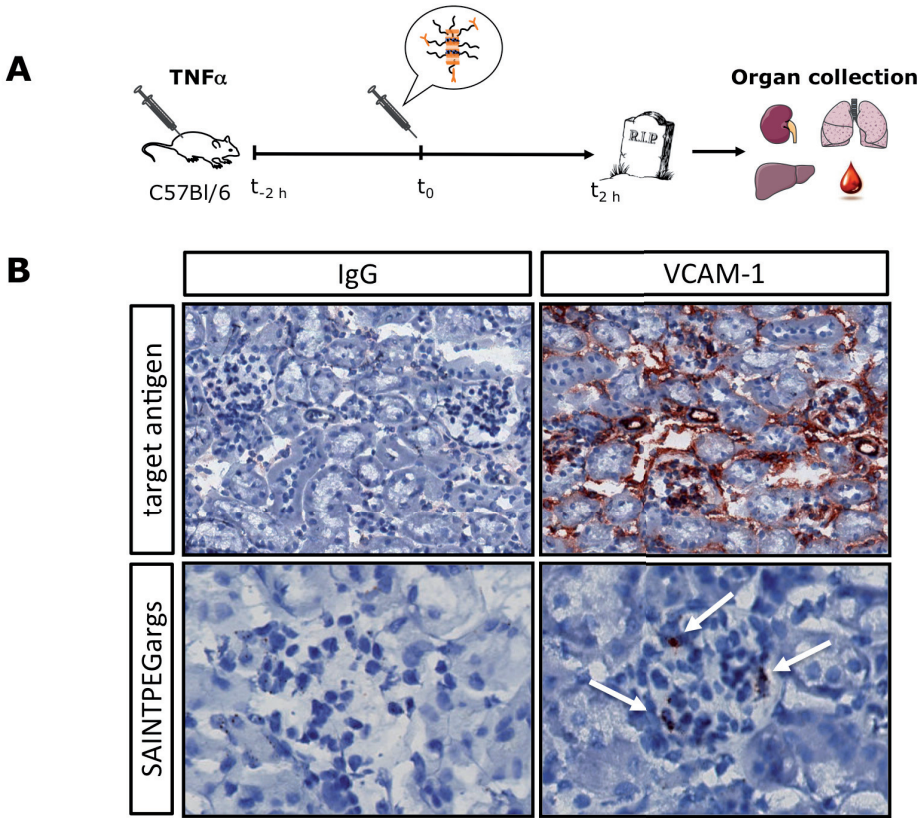 A
TNFα
Organ collection
R.I.P
C57Bl/6
t-2 h
t0
t2 h
B
IgG
VCAM-1
target antigen
SAINTPEGargs